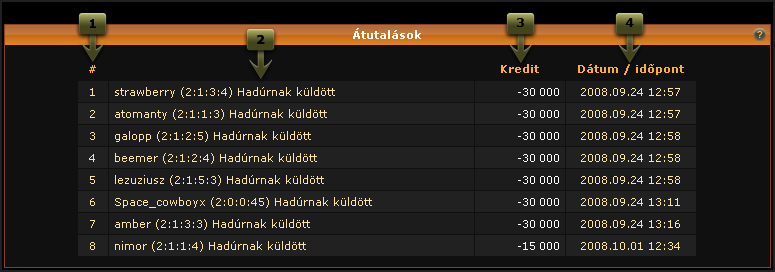 1 2 3 4
Átutalások ?
# Kredit Dátum / időpont
1 strawberry (2:1:3:4) Hadúrnak küldött -30 000 2008.09.24 12:57
2 atomanty (2:1:1:3) Hadúrnak küldött -30 000 2008.09.24 12:57
3 galopp (2:1:2:5) Hadúrnak küldött -30 000 2008.09.24 12:58
4 beemer (2:1:2:4) Hadúrnak küldött -30 000 2008.09.24 12:58
5 lezuziusz (2:1:5:3) Hadúrnak küldött -30 000 2008.09.24 12:58
6 Space_cowboyx (2:0:0:45) Hadúrnak küldött -30 000 2008.09.24 13:11
7 amber (2:1:3:3) Hadúrnak küldött -30 000 2008.09.24 13:16
8 nimor (2:1:1:4) Hadúrnak küldött -15 000 2008.10.01 12:34